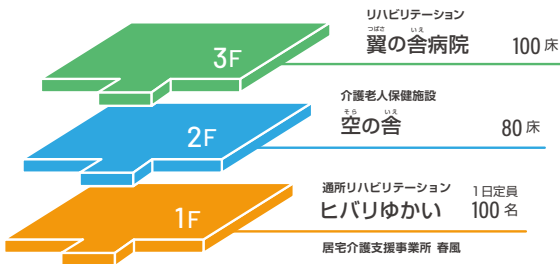 3F
リハビリテーション
つばさ いえ
翼の舎病院 100床
2F
介護老人保健施設
そら いえ
空の舎 80床
1F
通所リハビリテーション 1日定員
ヒバリゆかい 100名
居宅介護支援事業所 春風